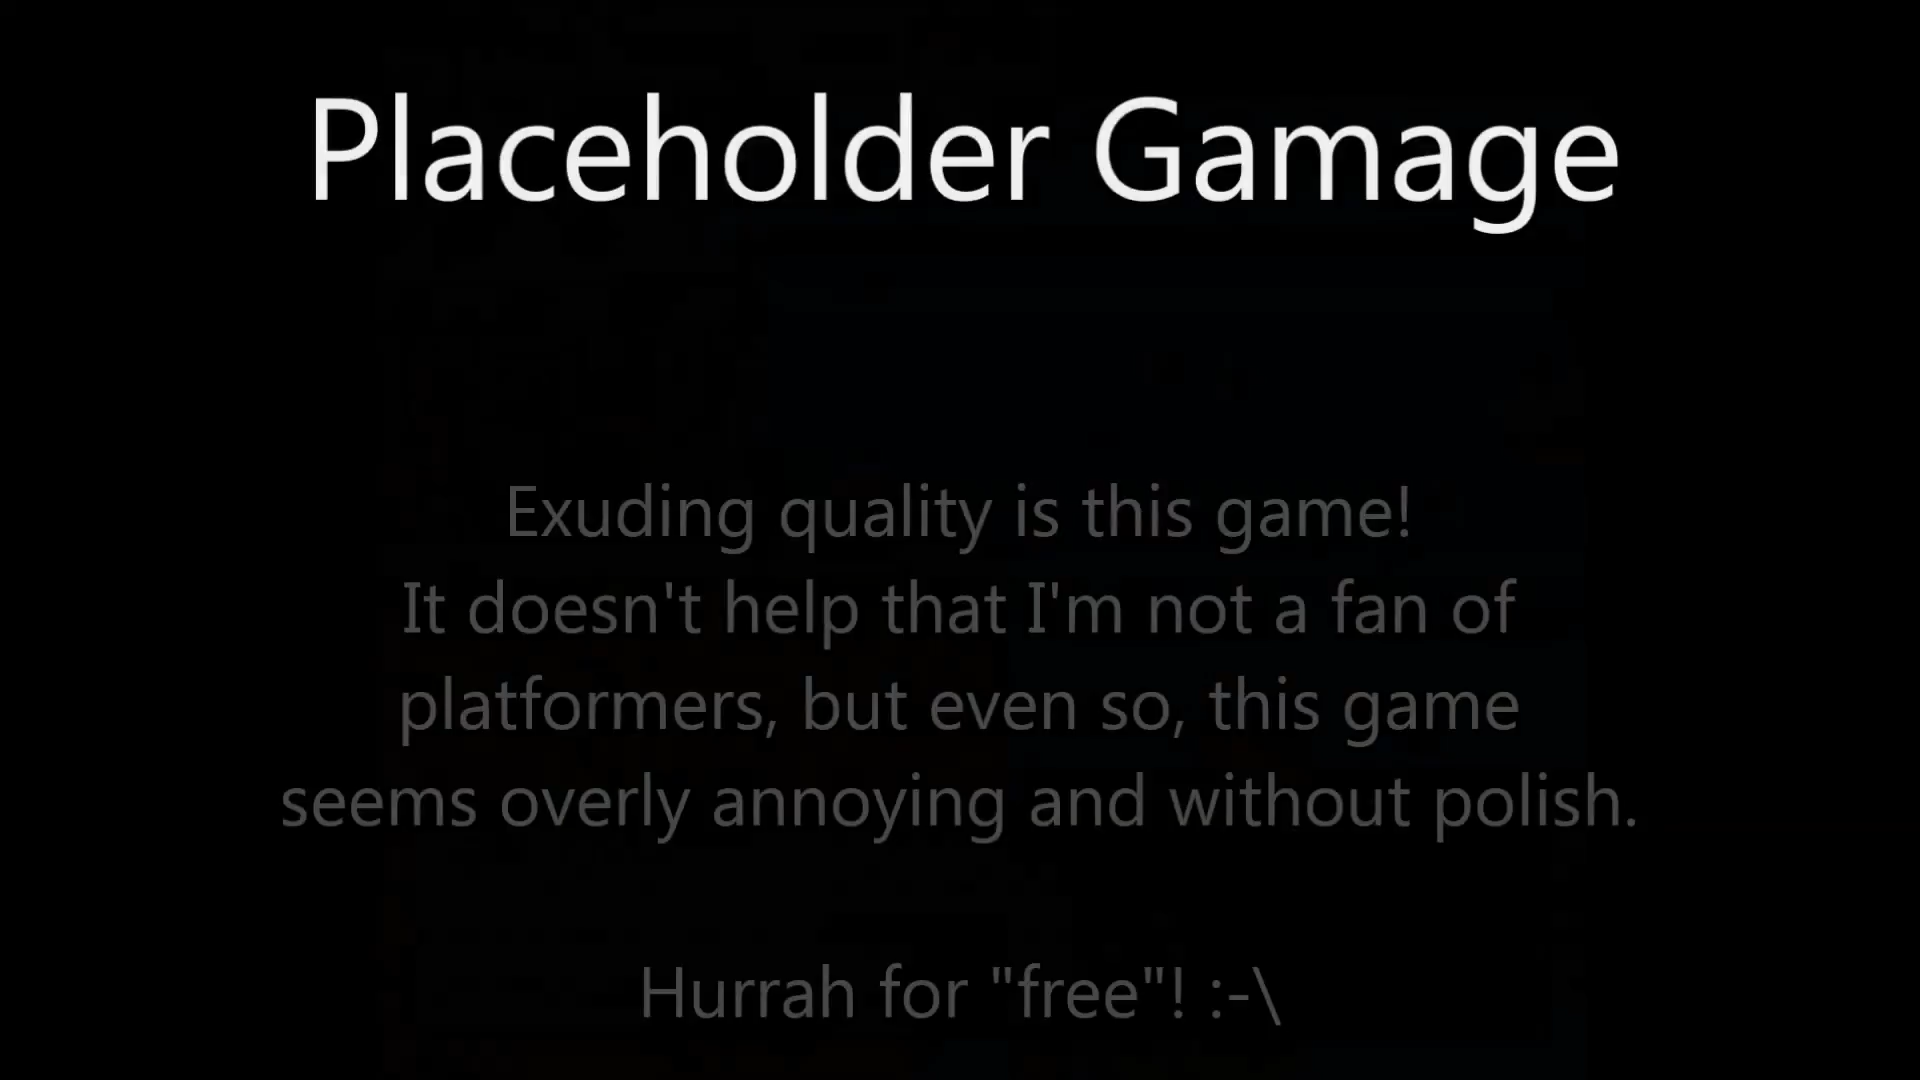 Placeholder Gamage
Exuding quality is this game!
It doesn't help that I'm not a fan of
platformers, but even so, this game
seems overly annoying and without polish.
Hurrah for "free"! :-\